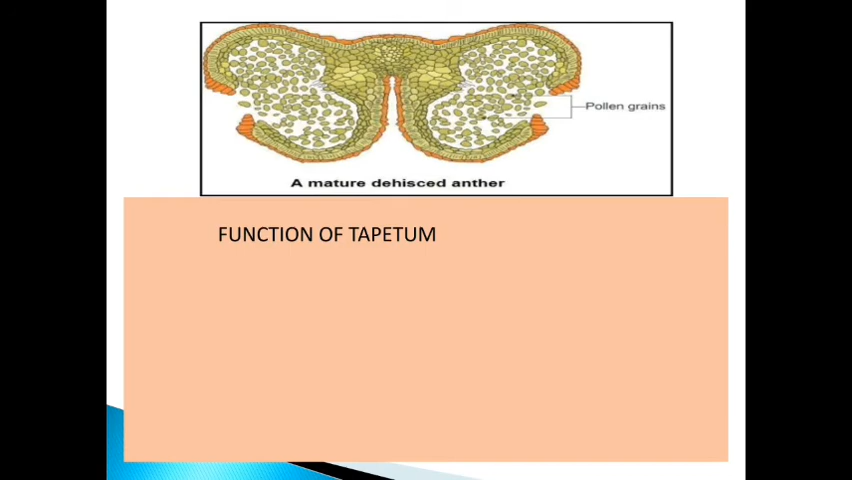 Pollen grains
A mature dehisced anther
FUNCTION OF TAPETUM